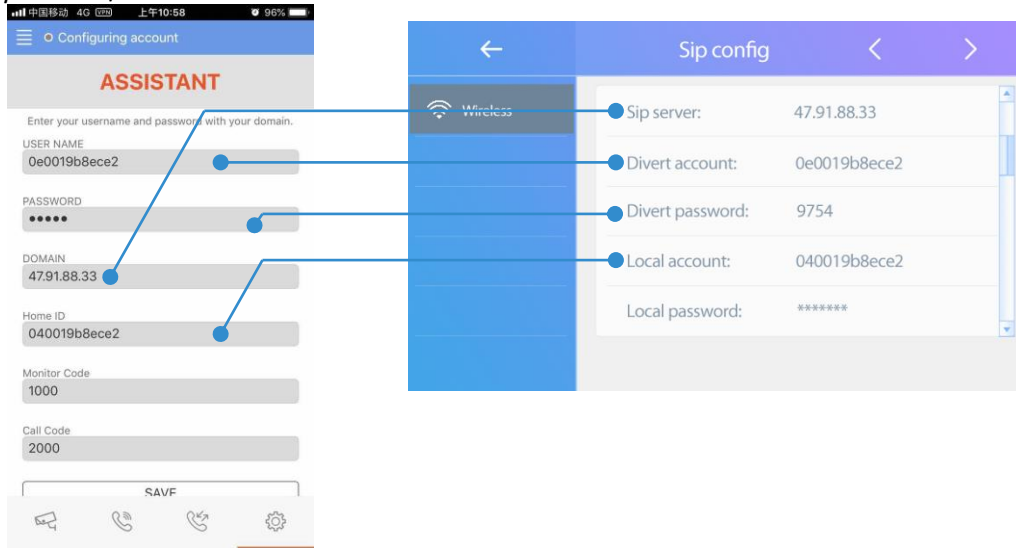 中国移动 4G VPN 上午10:58 96%
Configuring account
ASSISTANT
Enter your username and password with your domain.
USER NAME
0e0019b8ece2
PASSWORD
•••••
DOMAIN
47.91.88.33
Home ID
040019b8ece2
Monitor Code
1000
Call Code
2000
SAVE
Sip config
Wireless
Sip server: 47.91.88.33
Divert account: 0e0019b8ece2
Divert password: 9754
Local account: 040019b8ece2
Local password: *******